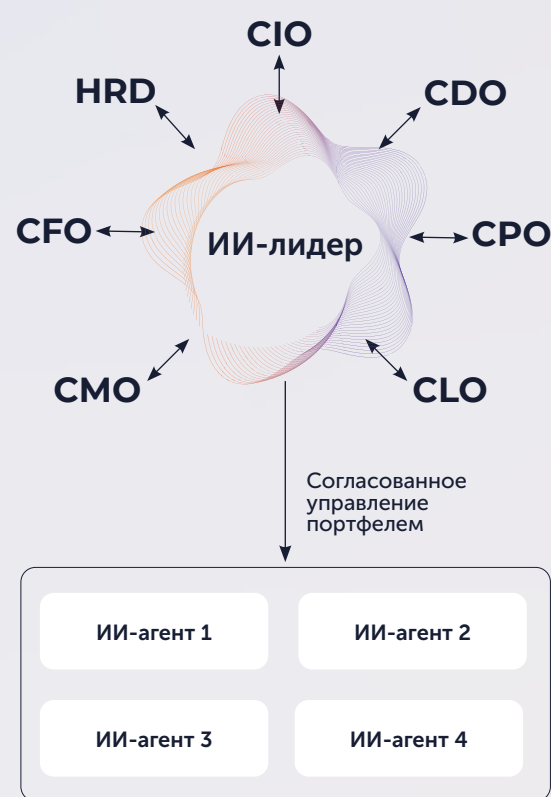 CIO
HRD
CDO
CFO
ИИ-лидер
CPO
CMO
CLO
Согласованное
управление
портфелем
ИИ-агент 1
ИИ-агент 2
ИИ-агент 3
ИИ-агент 4